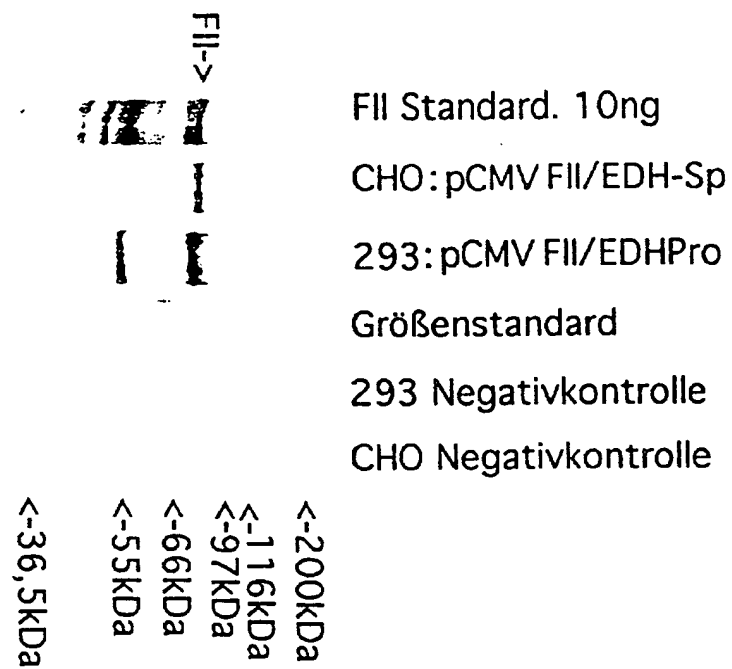 FII->
FII Standard. 10ng
CHO: pCMV FII/EDH-Sp
293: pCMV FII/EDHPro
Größenstandard
293 Negativkontrolle
CHO Negativkontrolle
<-36,5kDa
<-55kDa
<-66kDa
<-97kDa
<-116kDa
<-200kDa